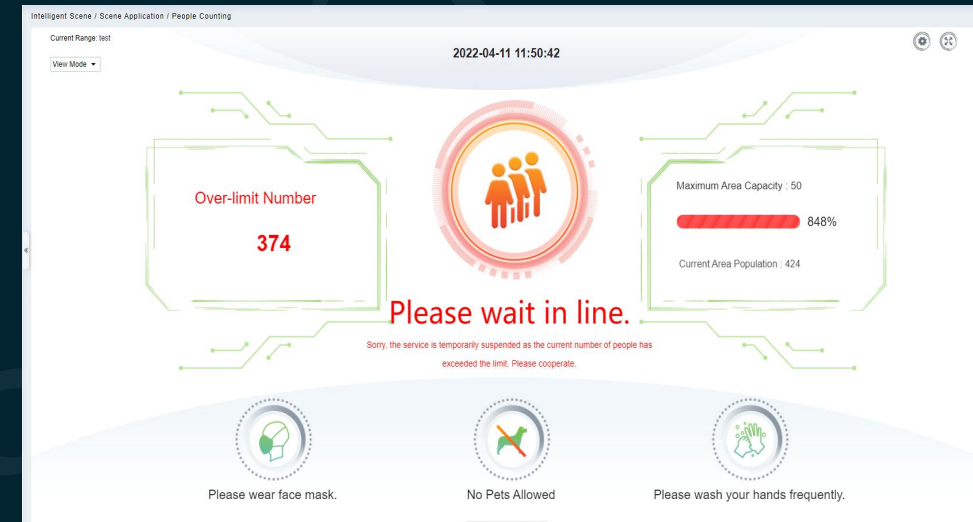 Intelligent Scene / Scene Application / People Counting
Current Range: test
2022-04-11 11:50:42
View Mode
Over-limit Number
374
Maximum Area Capacity : 50
848%
Current Area Population : 424
Please wait in line.
Sorry, the service is temporarily suspended as the current number of people has
exceeded the limit. Please cooperate.
Please wear face mask.
No Pets Allowed
Please wash your hands frequently.